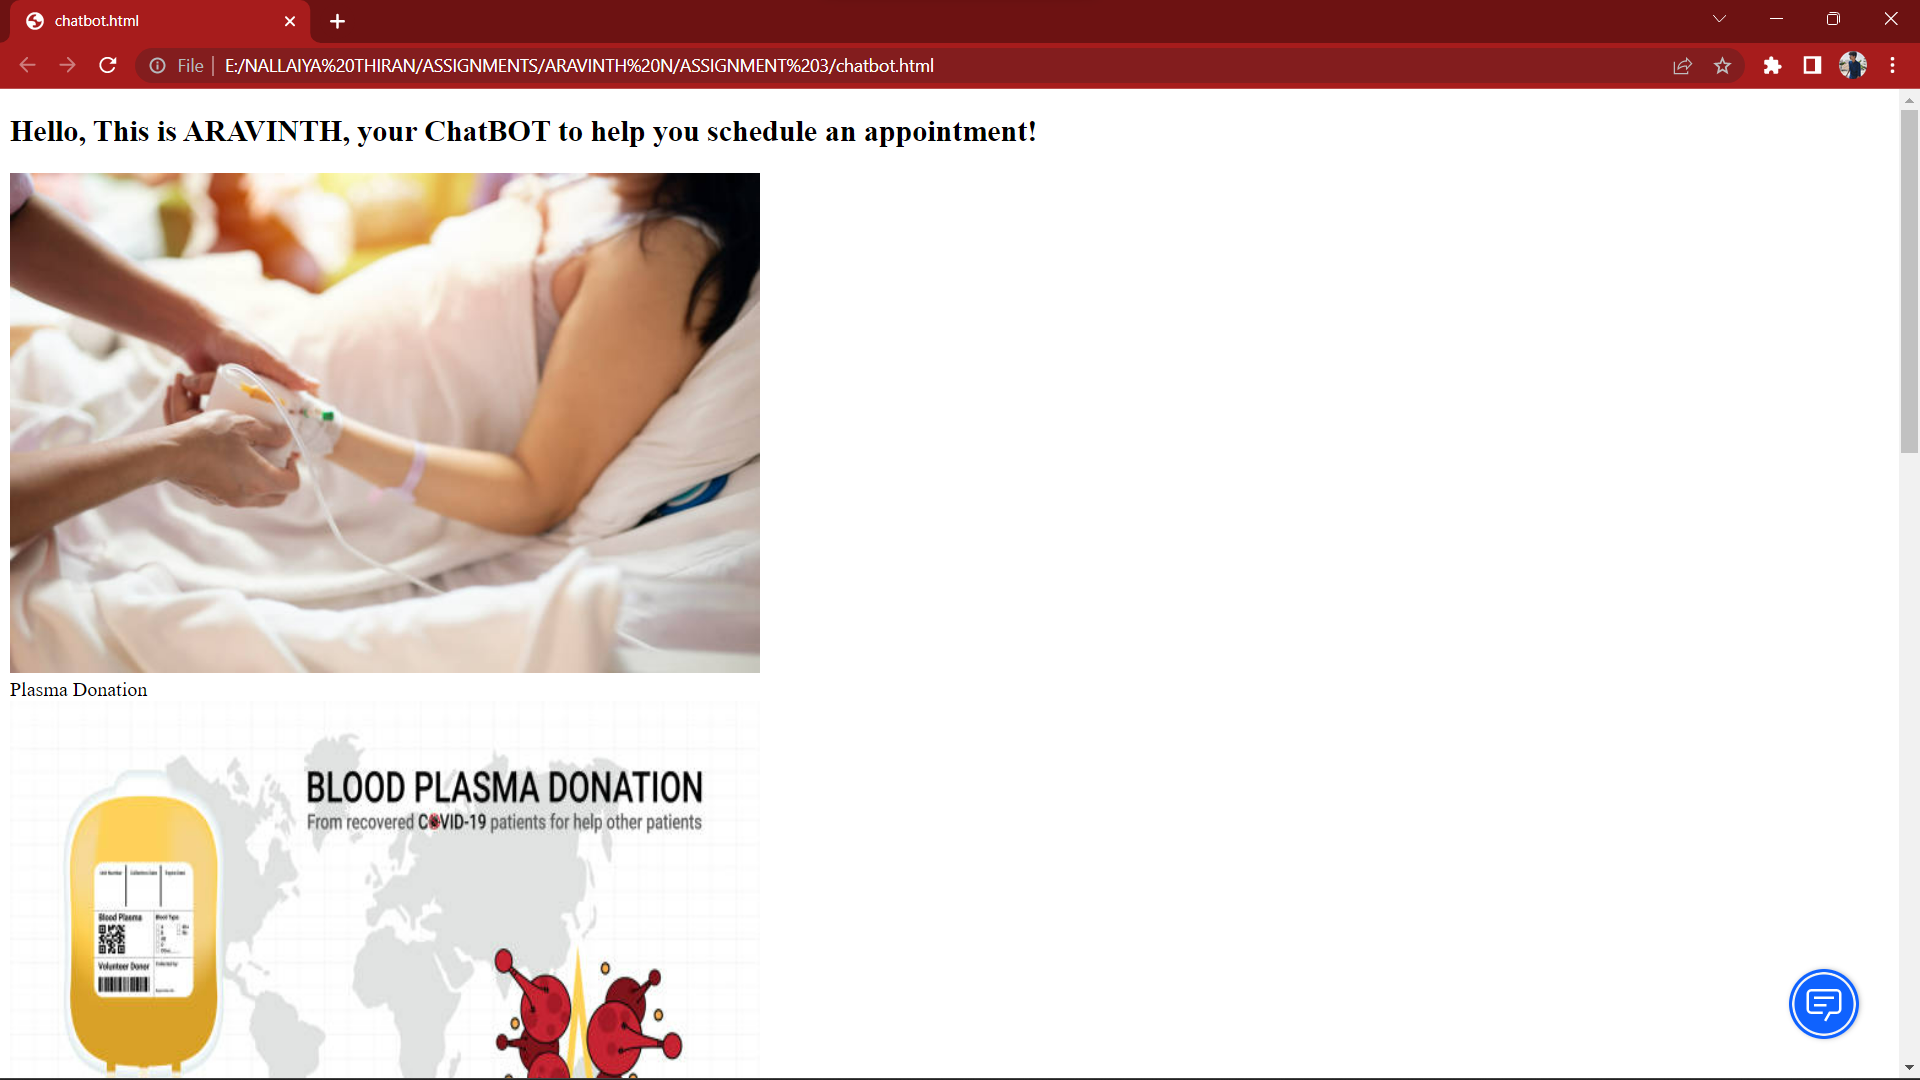 chatbot.html
File | E:/NALLAIYA%20THIRAN/ASSIGNMENTS/ARAVINTH%20N/ASSIGNMENT%203/chatbot.html
Hello, This is ARAVINTH, your ChatBOT to help you schedule an appointment!
Plasma Donation
BLOOD PLASMA DONATION
From recovered COVID-19 patients for help other patients
Blood Plasma
Blood Type
Volunteer Donor